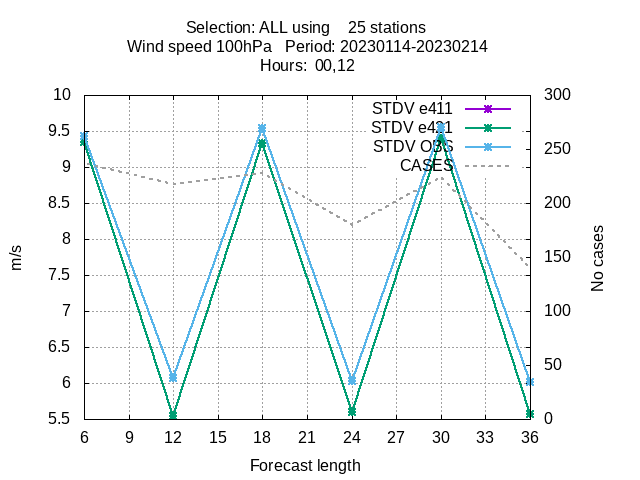 Selection: ALL using    25 stations
Wind speed 100hPa   Period: 20230114-20230214
Hours:  00,12
10
9.5
9
8.5
8
7.5
7
6.5
6
5.5
m/s
STDV e411
STDV e431
STDV OBS
CASES
300
250
200
150
100
50
0
No cases
6 9 12 15 18 21 24 27 30 33 36
Forecast length